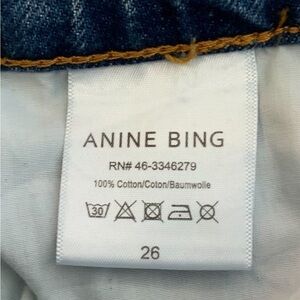 ANINE BING
RN# 46-3346279
100% Cotton/Coton/Baumwolle
30
26